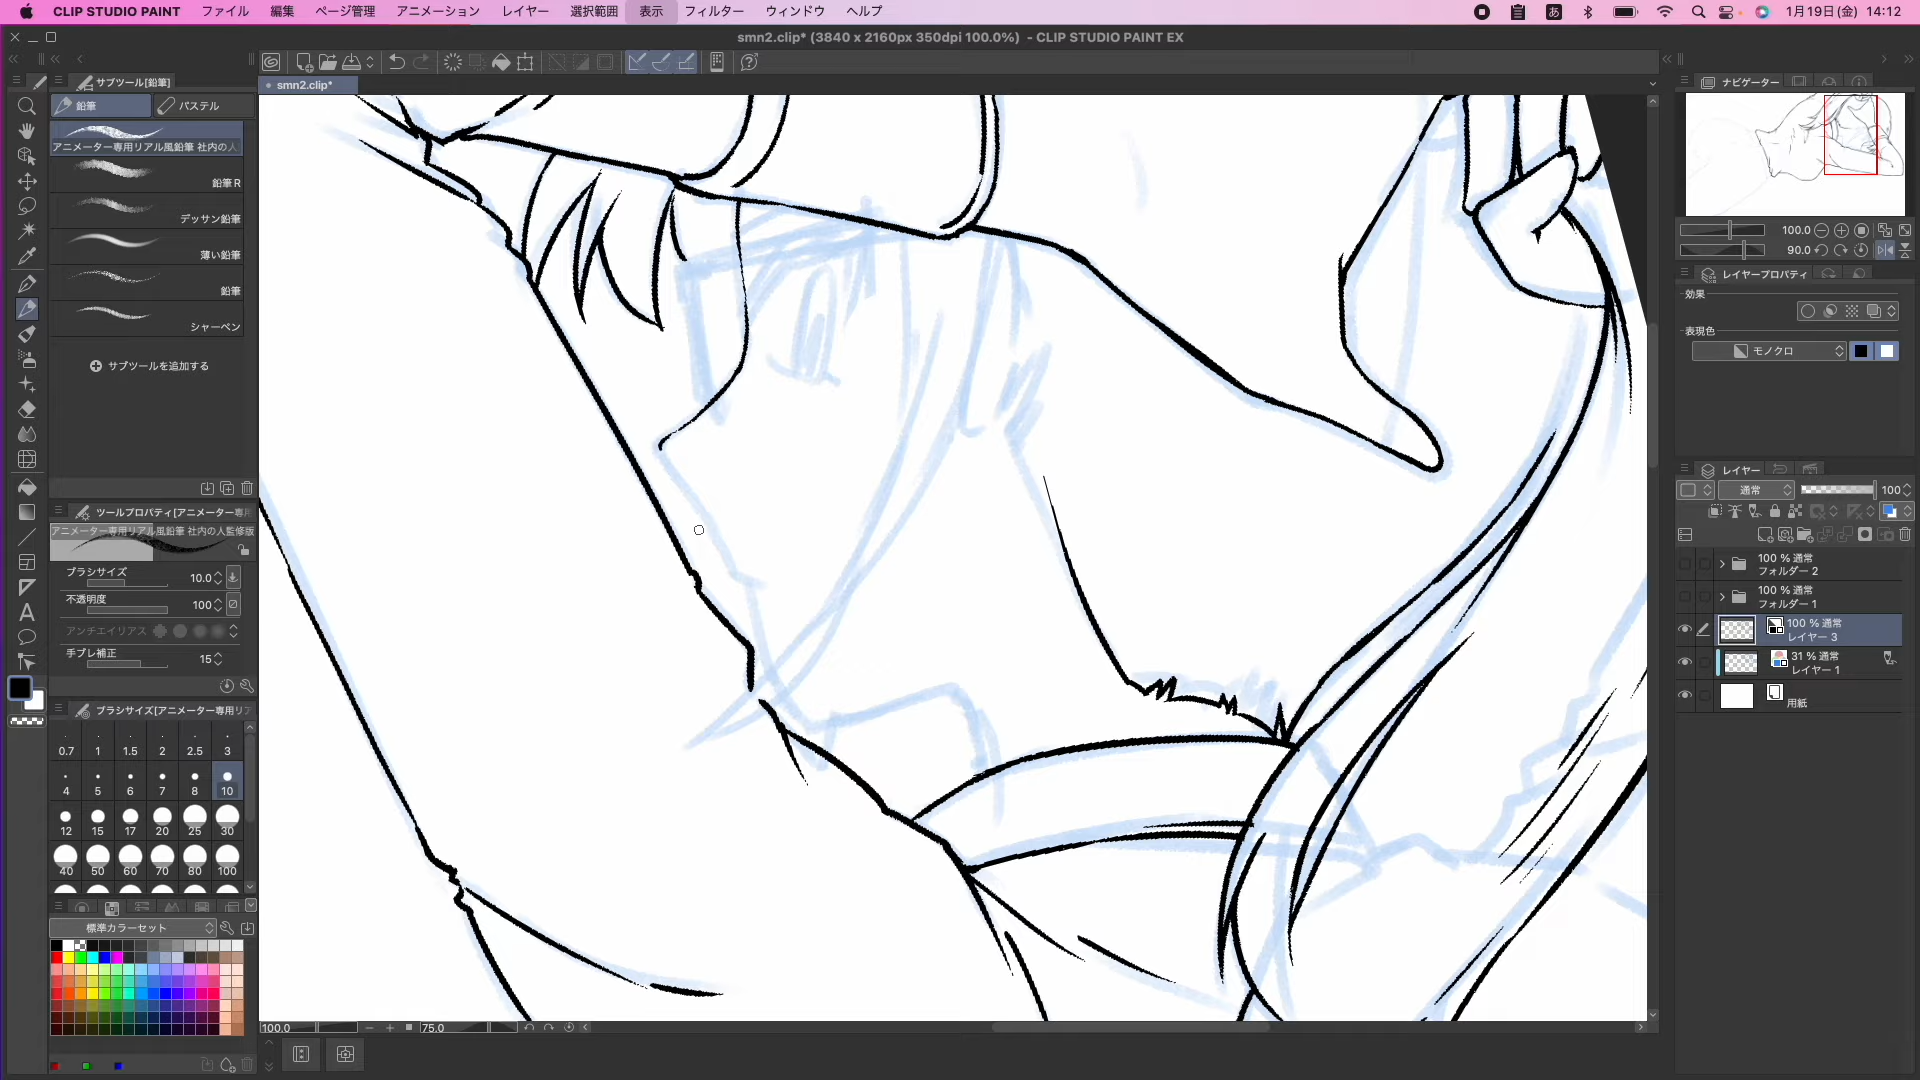 CLIP STUDIO PAINT ファイル 編集 ページ管理 アニメーション レイヤー 選択範囲 表示 フィルター ウィンドウ ヘルプ あ 1月19日(金) 14:12
smn2.clip* (3840 x 2160px 350dpi 100.0%) - CLIP STUDIO PAINT EX
サブツール[鉛筆]
smn2.clip*
鉛筆 パステル
アニメーター専用リアル風鉛筆 社内の人
鉛筆R
デッサン鉛筆
薄い鉛筆
鉛筆
シャーペン
サブツールを追加する
ツールプロパティ[アニメーター専用
アニメーター専用リアル風鉛筆 社内の人監修版
ブラシサイズ 10.0
不透明度 100
アンチエイリアス
手ブレ補正 15
ブラシサイズ[アニメーター専用リア
0.7 1 1.5 2 2.5 3
4 5 6 7 8 10
12 15 17 20 25 30
40 50 60 70 80 100
標準カラーセット
100.0 75.0
ナビゲーター
100.0
90.0
レイヤープロパティ
効果
表現色
モノクロ
レイヤー
通常 100
100 % 通常
フォルダー 2
100 % 通常
フォルダー 1
100 % 通常
レイヤー 3
31 % 通常
レイヤー 1
用紙